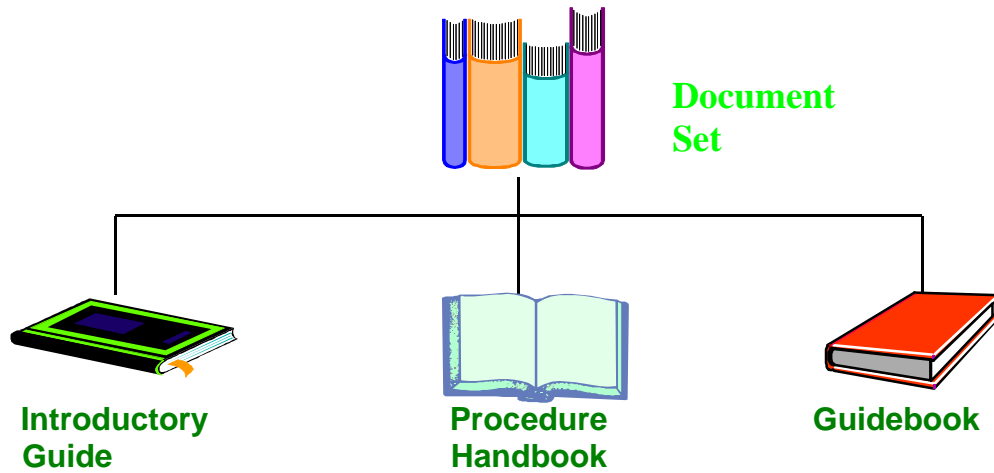 Document
Set
Introductory
Guide
Procedure
Handbook
Guidebook